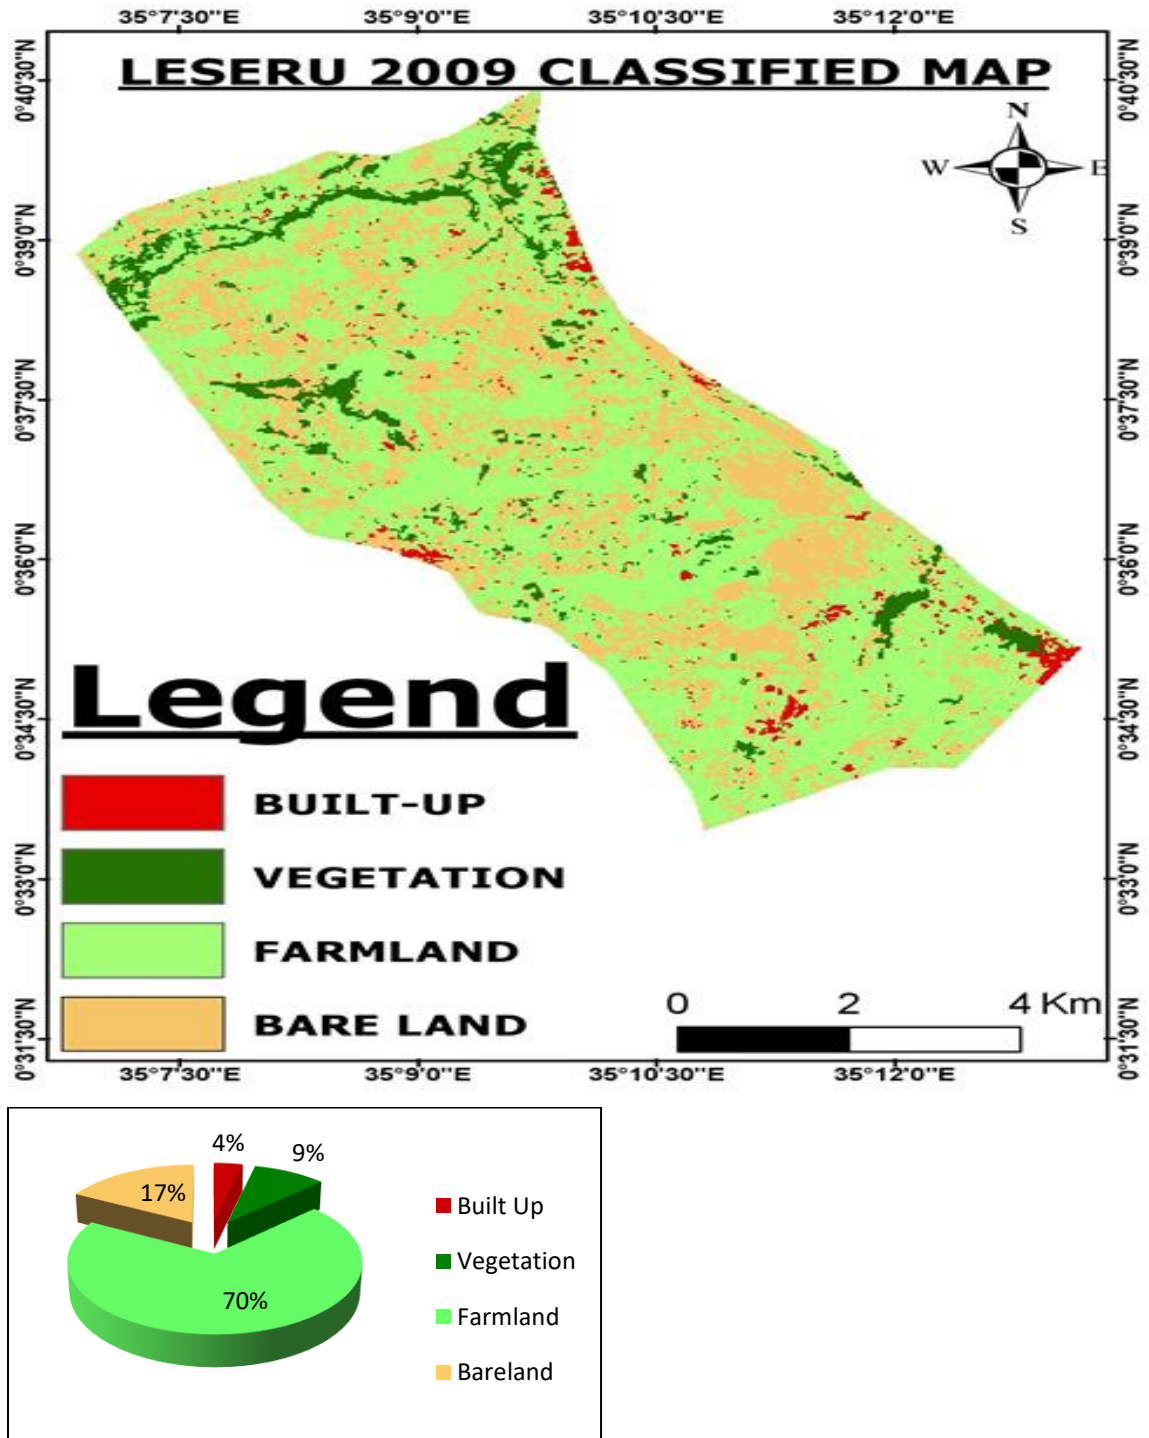 35°7'30"E 35°9'0"E 35°10'30"E 35°12'0"E
LESERU 2009 CLASSIFIED MAP
0°40'30"N 0°40'30"N
N
W E
S
0°39'0"N 0°39'0"N
0°37'30"N 0°37'30"N
0°36'0"N 0°36'0"N
Legend
0°34'30"N 0°34'30"N
BUILT-UP
VEGETATION
0°33'0"N 0°33'0"N
FARMLAND
0 2 4 Km
BARE LAND
0°31'30"N 0°31'30"N
35°7'30"E 35°9'0"E 35°10'30"E 35°12'0"E
4%
9%
17%
70%
Built Up
Vegetation
Farmland
Bareland